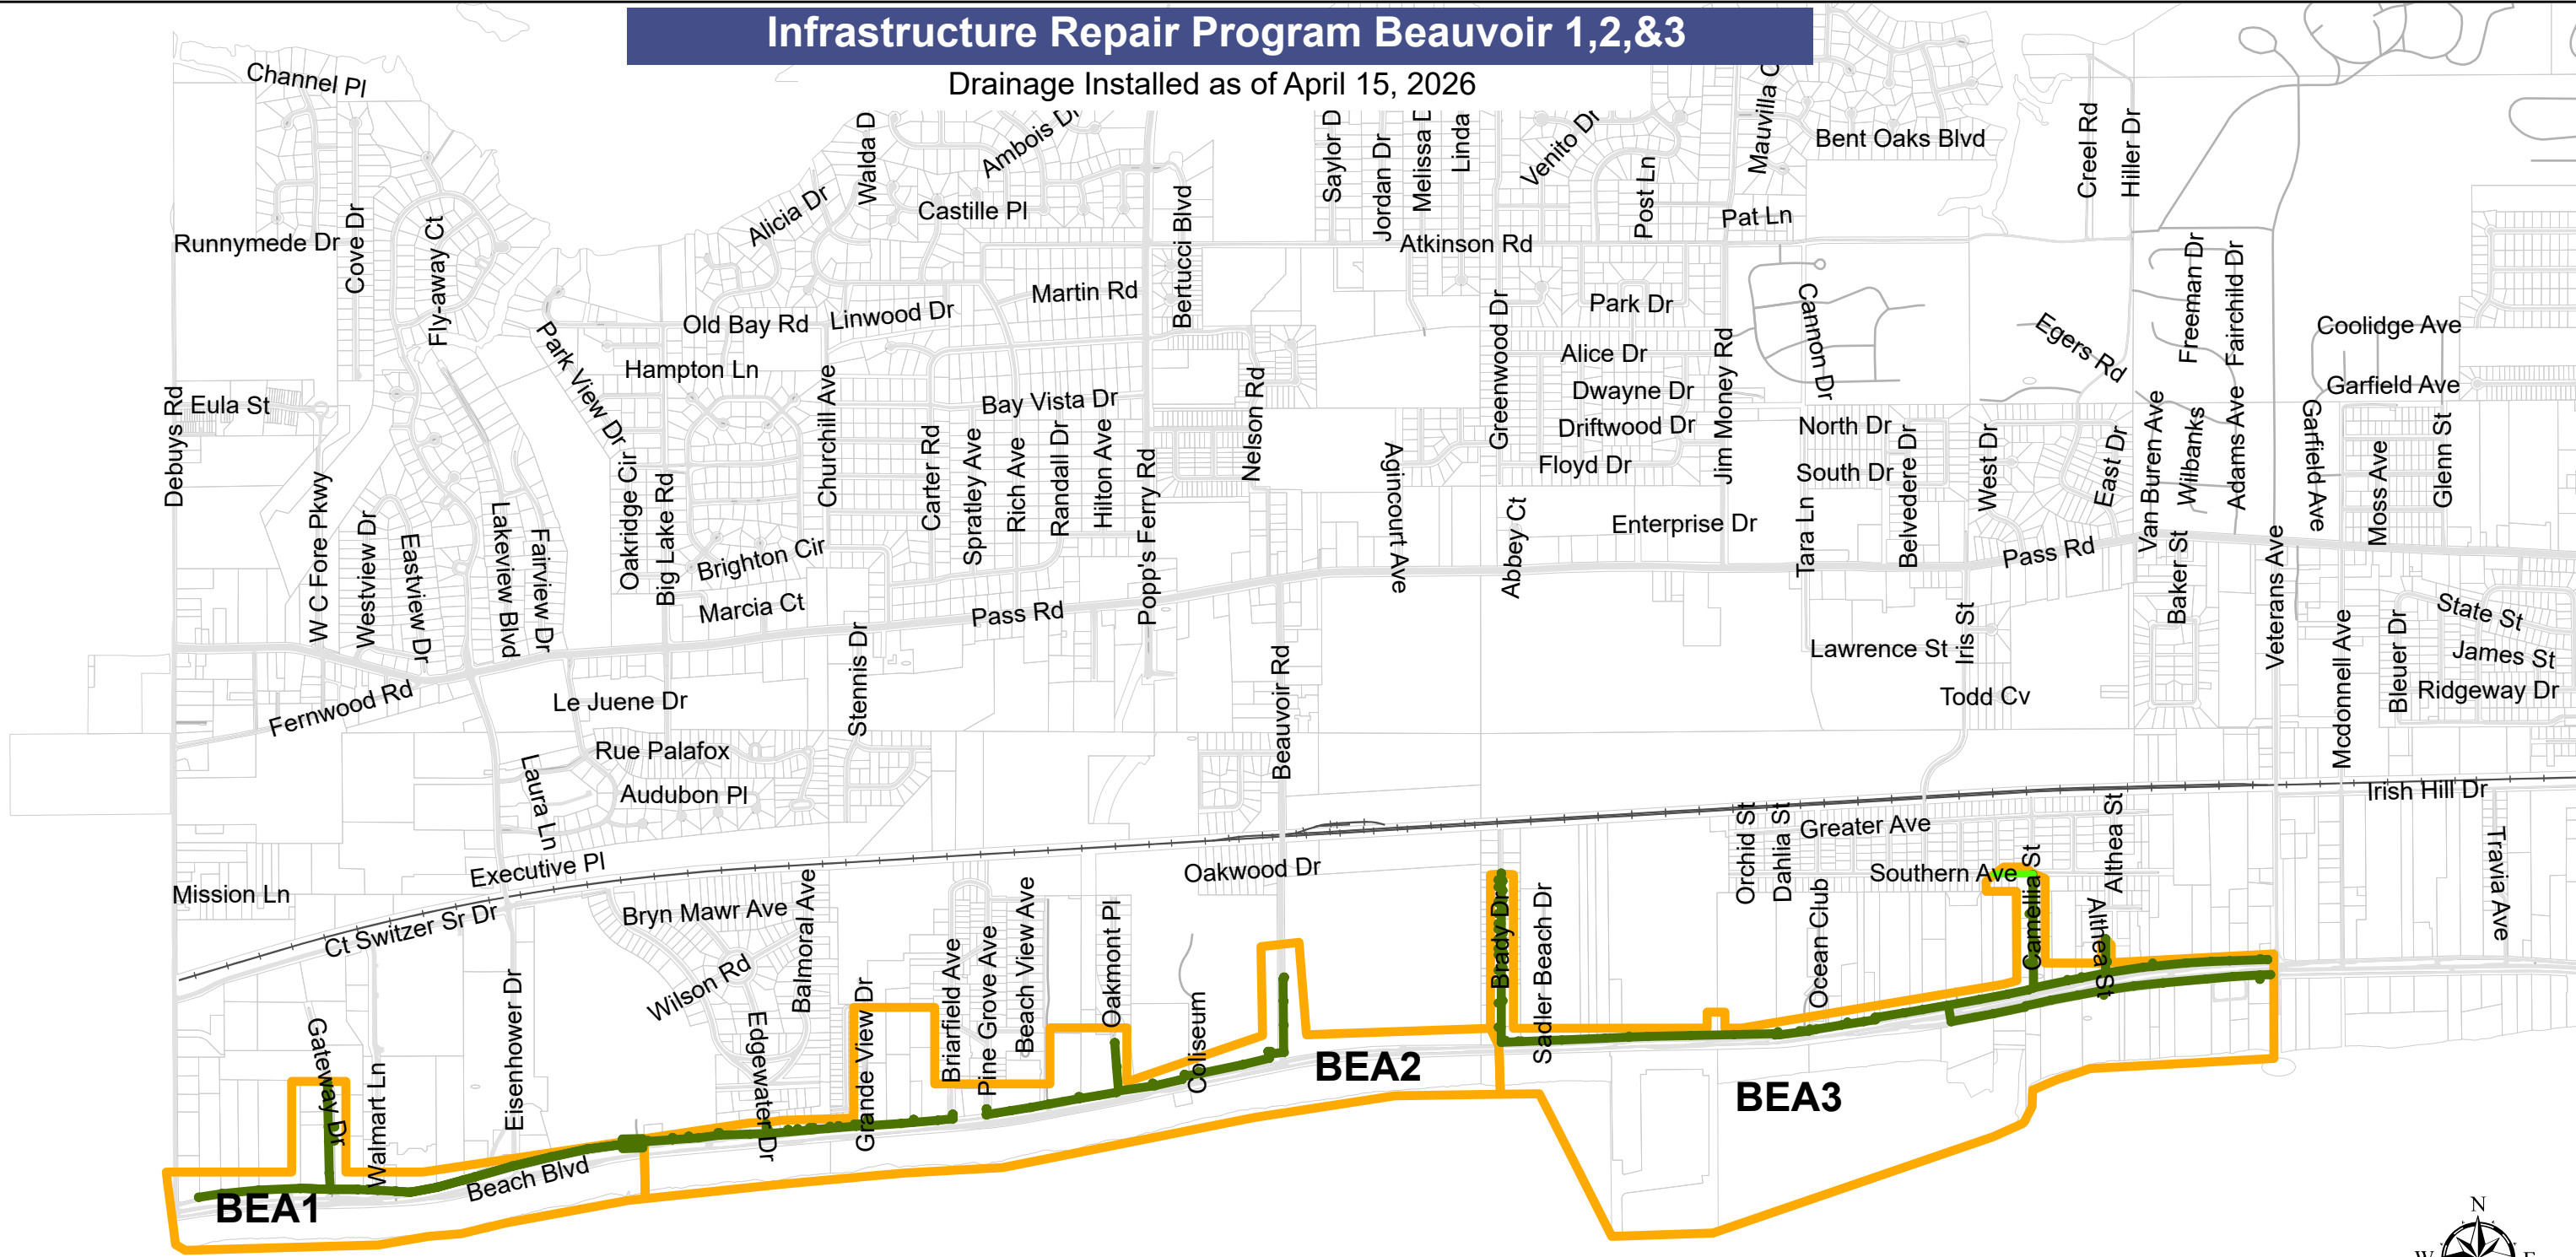 Infrastructure Repair Program Beauvoir 1,2,&3
Drainage Installed as of April 15, 2026
Channel Pl
Runnymede Dr
Cove Dr
Fly-away Ct
Walda D
Ambois Dr
Alicia Dr
Castille Pl
Bertucci Blvd
Saylor D
Jordan Dr
Melissa D
Linda
Venito Dr
Post Ln
Mauvilla C
Bent Oaks Blvd
Pat Ln
Creel Rd
Hiller Dr
Atkinson Rd
Martin Rd
Old Bay Rd
Linwood Dr
Park View Dr
Hampton Ln
Greenwood Dr
Park Dr
Alice Dr
Dwayne Dr
Driftwood Dr
Floyd Dr
Jim Money Rd
Cannon Dr
Egers Rd
Freeman Dr
Fairchild Dr
Coolidge Ave
Garfield Ave
Debuys Rd
Eula St
Churchill Ave
Bay Vista Dr
Nelson Rd
North Dr
South Dr
Belvedere Dr
West Dr
East Dr
Van Buren Ave
Wilbanks
Adams Ave
Garfield Ave
Moss Ave
Glenn St
W C Fore Pkwy
Westview Dr
Eastview Dr
Lakeview Blvd
Fairview Dr
Oakridge Cir
Big Lake Rd
Brighton Cir
Marcia Ct
Carter Rd
Spratley Ave
Rich Ave
Randall Dr
Hilton Ave
Popp's Ferry Rd
Agincourt Ave
Abbey Ct
Enterprise Dr
Tara Ln
Pass Rd
Pass Rd
Baker St
Veterans Ave
Mcdonnell Ave
Bleuer Dr
State St
James St
Ridgeway Dr
Fernwood Rd
Le Juene Dr
Stennis Dr
Beauvoir Rd
Lawrence St
Iris St
Todd Cv
Rue Palafox
Laura Ln
Audubon Pl
Executive Pl
Irish Hill Dr
Travia Ave
Mission Ln
Ct Switzer Sr Dr
Bryn Mawr Ave
Balmoral Ave
Wilson Rd
Edgewater Dr
Oakwood Dr
Orchid St
Dahlia St
Greater Ave
Southern Ave
Ocean Club
Camellia St
Althea St
Althea St
Gateway Dr
Walmart Ln
Eisenhower Dr
Grande View Dr
Briarfield Ave
Pine Grove Ave
Beach View Ave
Oakmont Pl
Coliseum
Brady Dr
Sadler Beach Dr
Beach Blvd
BEA1
BEA2
BEA3
N
W
E